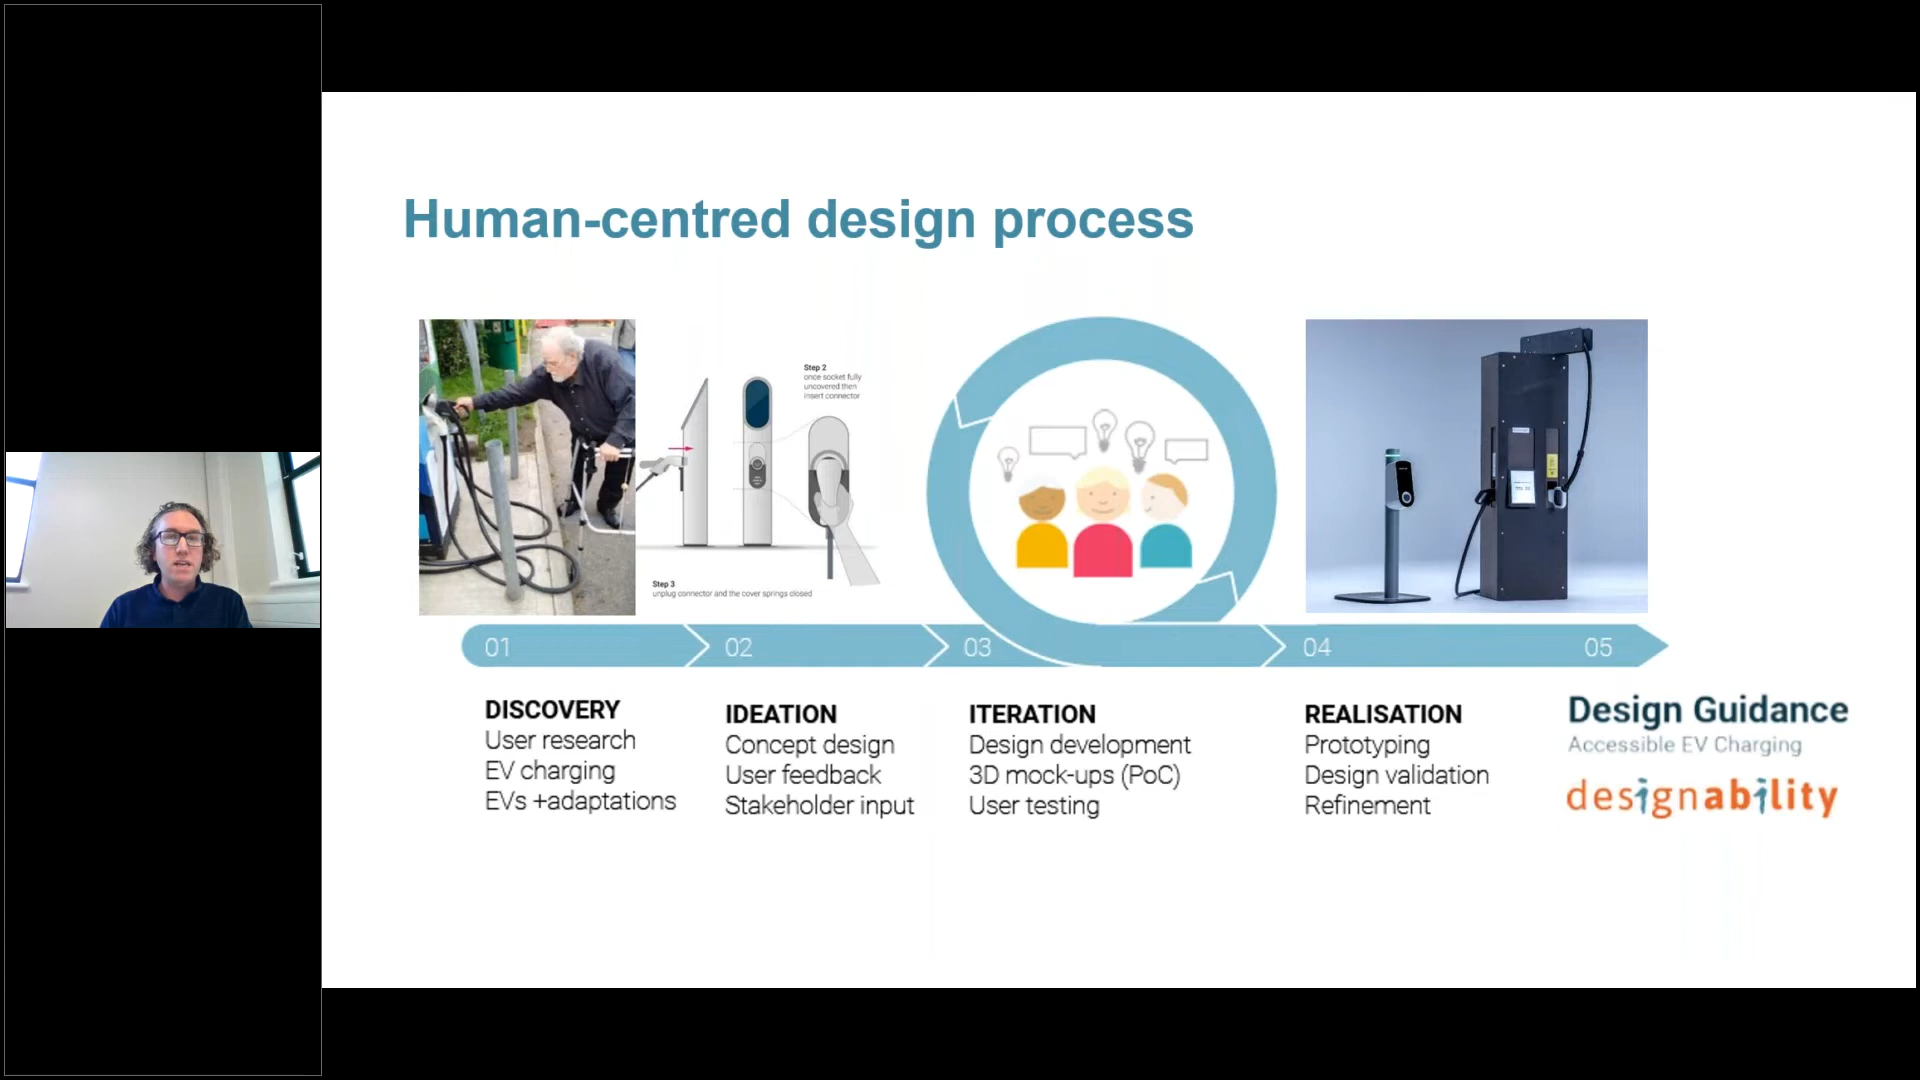 Human-centred design process
Step 2
once socket fully
uncovered then
insert connector
Step 3
unplug connector and the cover springs closed
01
02
03
04
05
DISCOVERY
User research
EV charging
EVs +adaptations
IDEATION
Concept design
User feedback
Stakeholder input
ITERATION
Design development
3D mock-ups (PoC)
User testing
REALISATION
Prototyping
Design validation
Refinement
Design Guidance
Accessible EV Charging
designability